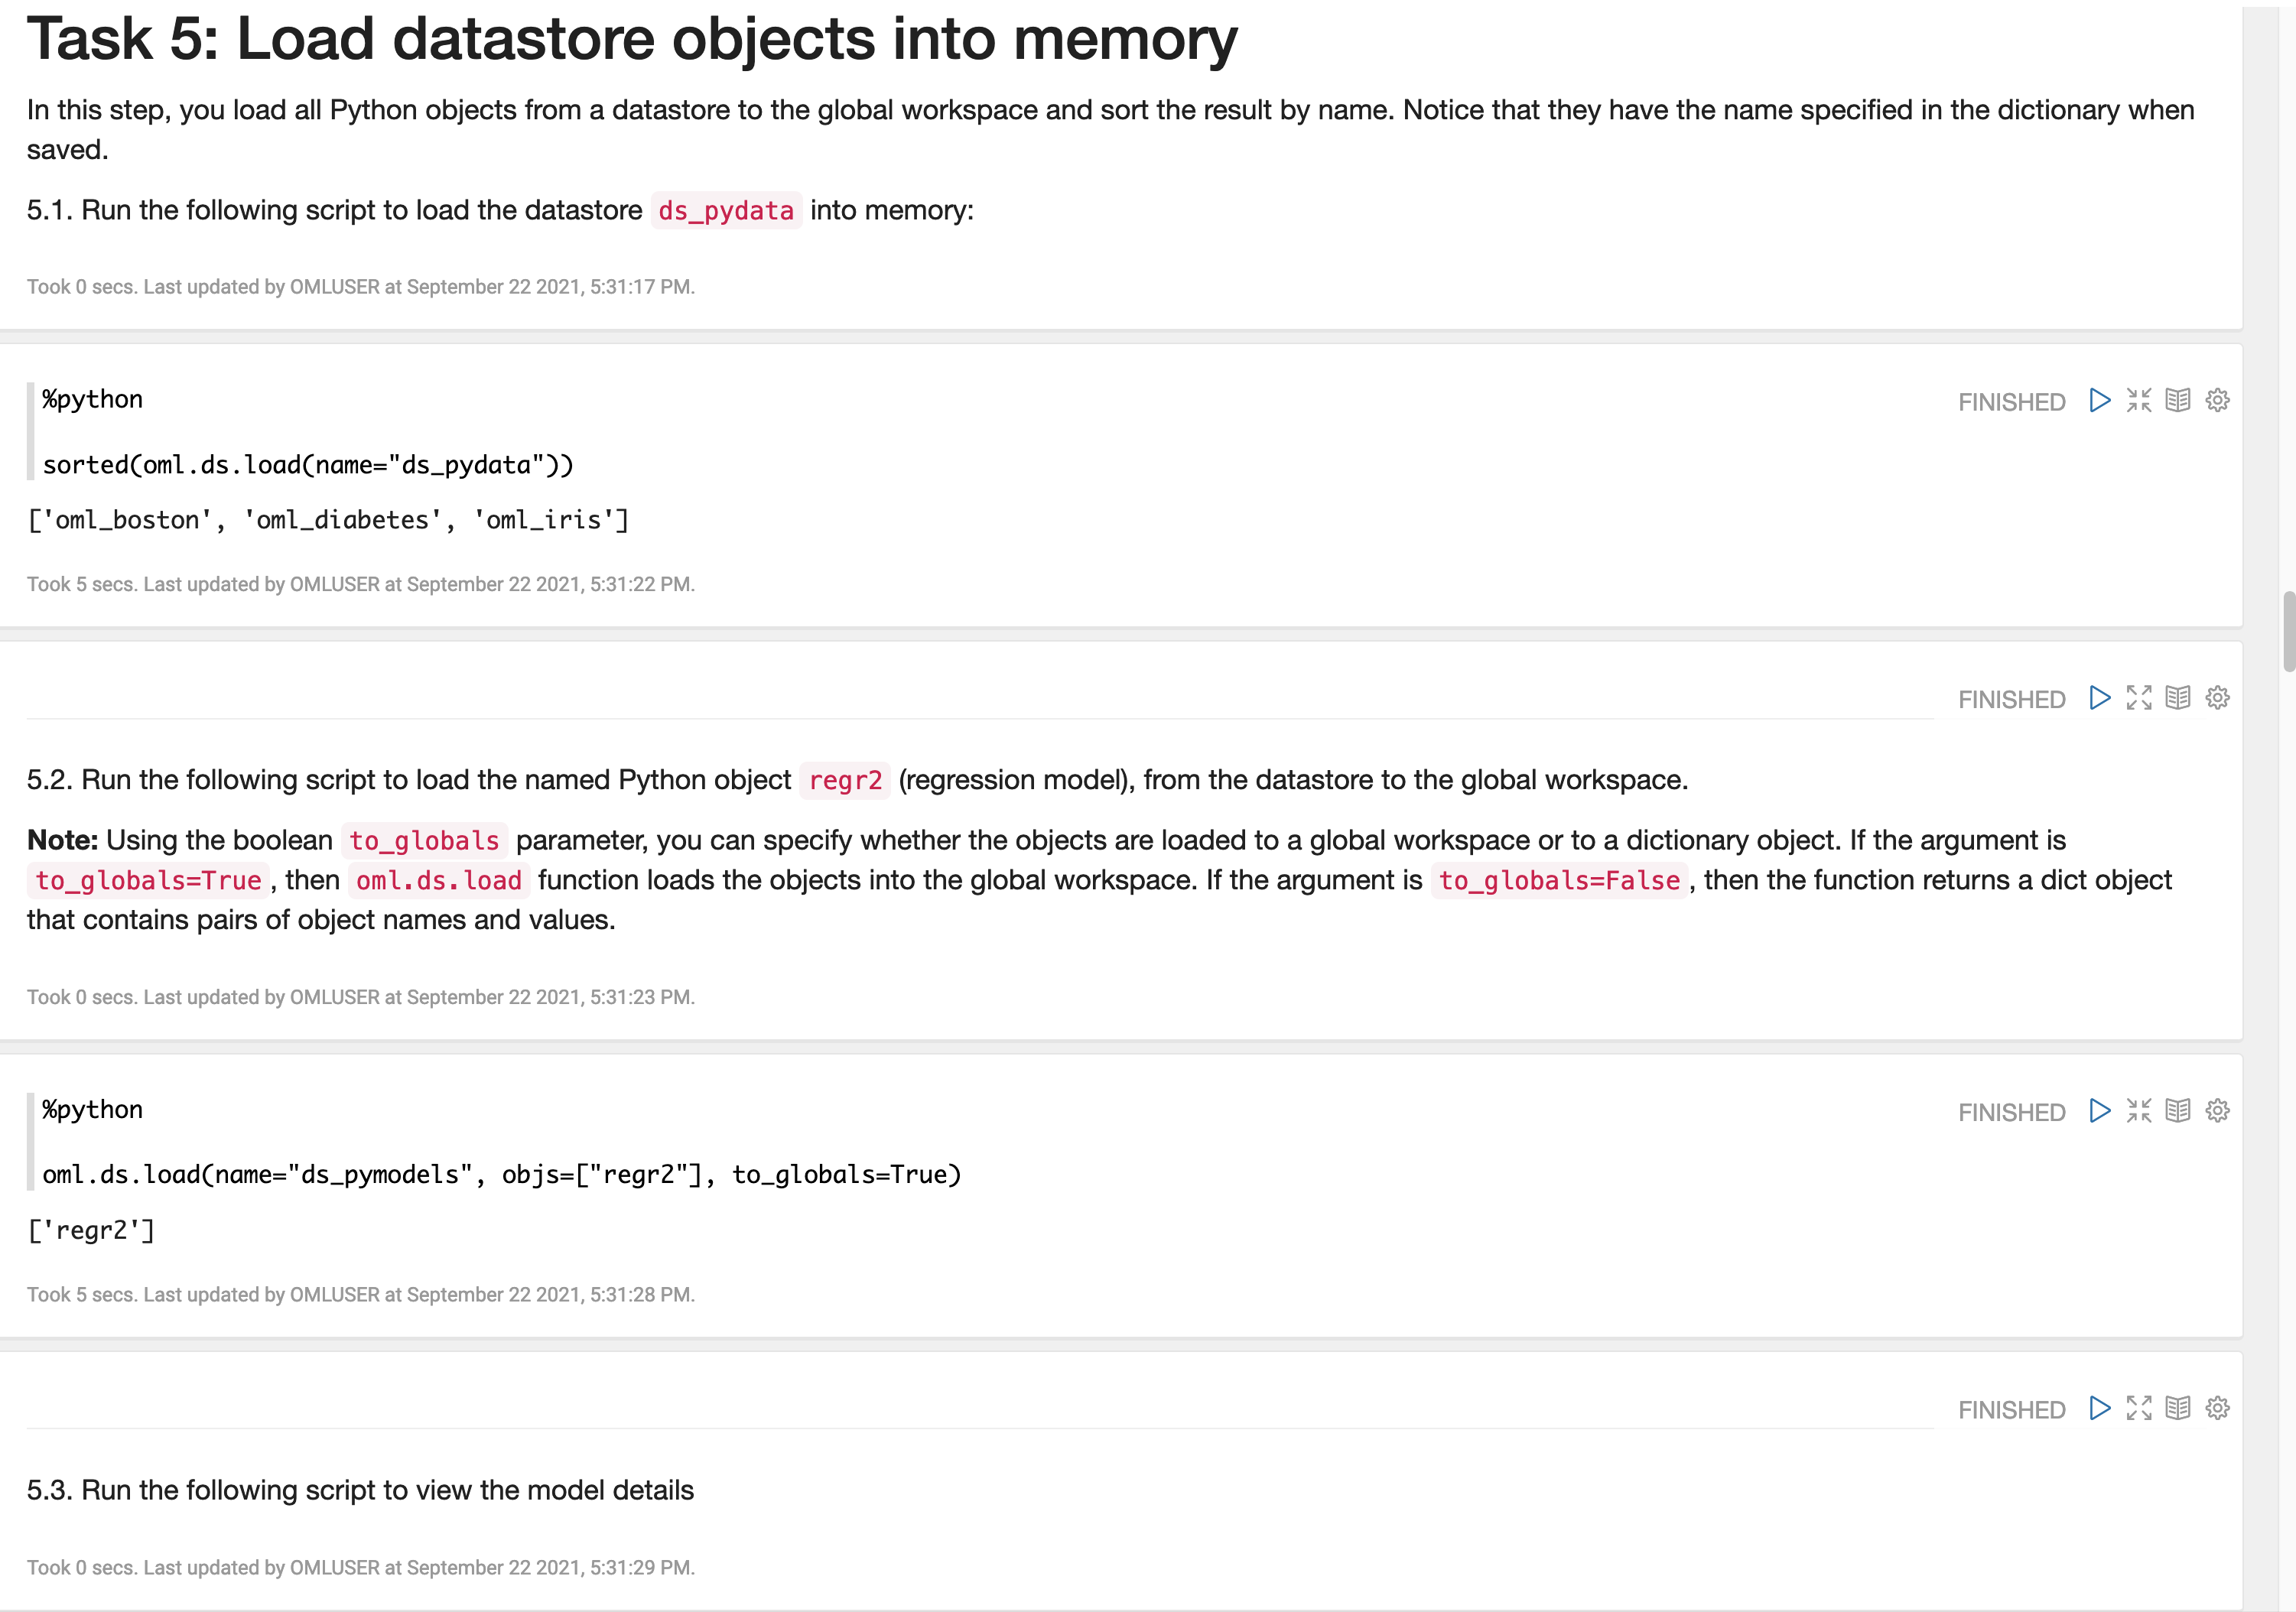 Task 5: Load datastore objects into memory
In this step, you load all Python objects from a datastore to the global workspace and sort the result by name. Notice that they have the name specified in the dictionary when
saved.
5.1. Run the following script to load the datastore ds_pydata into memory:
Took 0 secs. Last updated by OMLUSER at September 22 2021, 5:31:17 PM.
%python
FINISHED
sorted(oml.ds.load(name="ds_pydata"))
['oml_boston', 'oml_diabetes', 'oml_iris']
Took 5 secs. Last updated by OMLUSER at September 22 2021, 5:31:22 PM.
FINISHED
5.2. Run the following script to load the named Python object regr2 (regression model), from the datastore to the global workspace.
Note: Using the boolean to_globals parameter, you can specify whether the objects are loaded to a global workspace or to a dictionary object. If the argument is
to_globals=True , then oml.ds.load function loads the objects into the global workspace. If the argument is to_globals=False , then the function returns a dict object
that contains pairs of object names and values.
Took 0 secs. Last updated by OMLUSER at September 22 2021, 5:31:23 PM.
%python
FINISHED
oml.ds.load(name="ds_pymodels", objs=["regr2"], to_globals=True)
['regr2']
Took 5 secs. Last updated by OMLUSER at September 22 2021, 5:31:28 PM.
FINISHED
5.3. Run the following script to view the model details
Took 0 secs. Last updated by OMLUSER at September 22 2021, 5:31:29 PM.